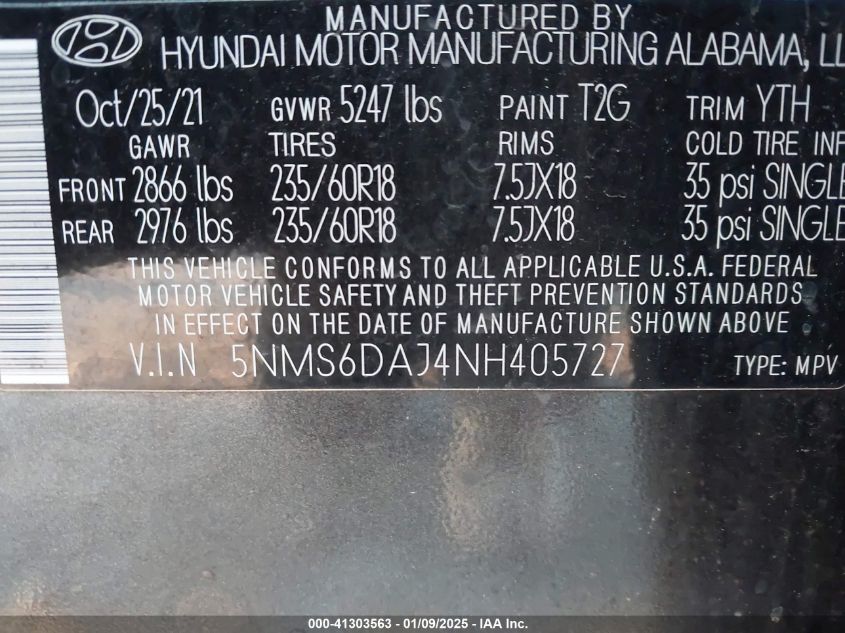 MANUFACTURED BY
HYUNDAI MOTOR MANUFACTURING ALABAMA, LL
Oct/25/21 GVWR 5247 lbs PAINT T2G TRIM YTH
GAWR TIRES RIMS COLD TIRE INF
FRONT 2866 lbs 235/60R18 7.5JX18 35 psi SINGLE
REAR 2976 lbs 235/60R18 7.5JX18 35 psi SINGLE
THIS VEHICLE CONFORMS TO ALL APPLICABLE U.S.A. FEDERAL
MOTOR VEHICLE SAFETY AND THEFT PREVENTION STANDARDS
IN EFFECT ON THE DATE OF MANUFACTURE SHOWN ABOVE
V.I.N 5NMS6DAJ4NH405727 TYPE: MPV
000-41303563 - 01/09/2025 - IAA Inc.